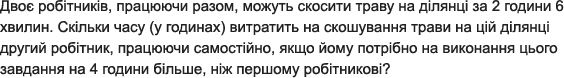 Двоє робітників, працюючи разом, можуть скосити траву на ділянці за 2 години 6
хвилин. Скільки часу (у годинах) витратить на скошування трави на цій ділянці
другий робітник, працюючи самостійно, якщо йому потрібно на виконання цього
завдання на 4 години більше, ніж першому робітникові?